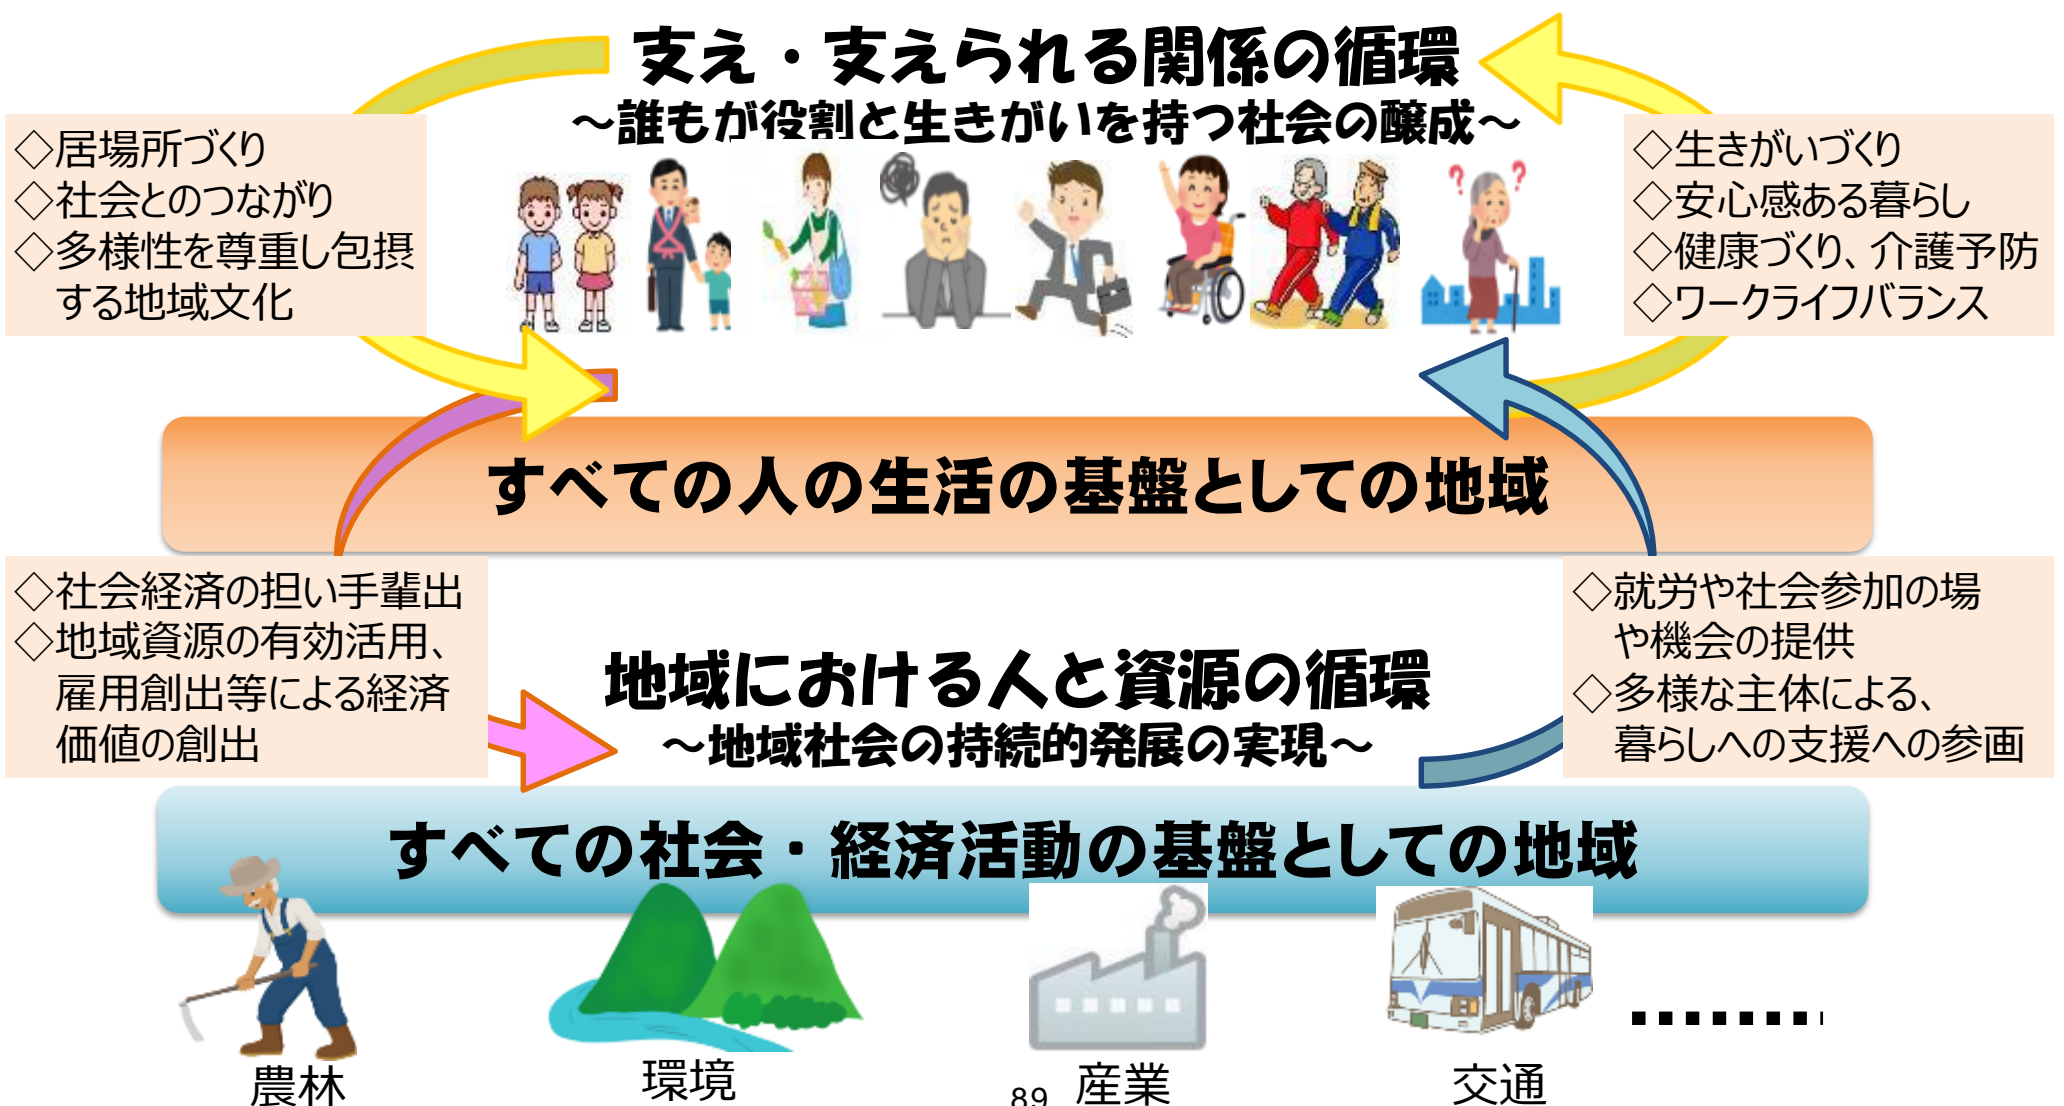 支え・支えられる関係の循環
～誰もが役割と生きがいを持つ社会の醸成～
◇居場所づくり
◇社会とのつながり
◇多様性を尊重し包摂
する地域文化
◇生きがいづくり
◇安心感ある暮らし
◇健康づくり、介護予防
◇ワークライフバランス
? ?
すべての人の生活の基盤としての地域
◇社会経済の担い手輩出
◇地域資源の有効活用、
雇用創出等による経済
価値の創出
地域における人と資源の循環
～地域社会の持続的発展の実現～
◇就労や社会参加の場
や機会の提供
◇多様な主体による、
暮らしへの支援への参画
すべての社会・経済活動の基盤としての地域
農林
環境
産業
交通
89